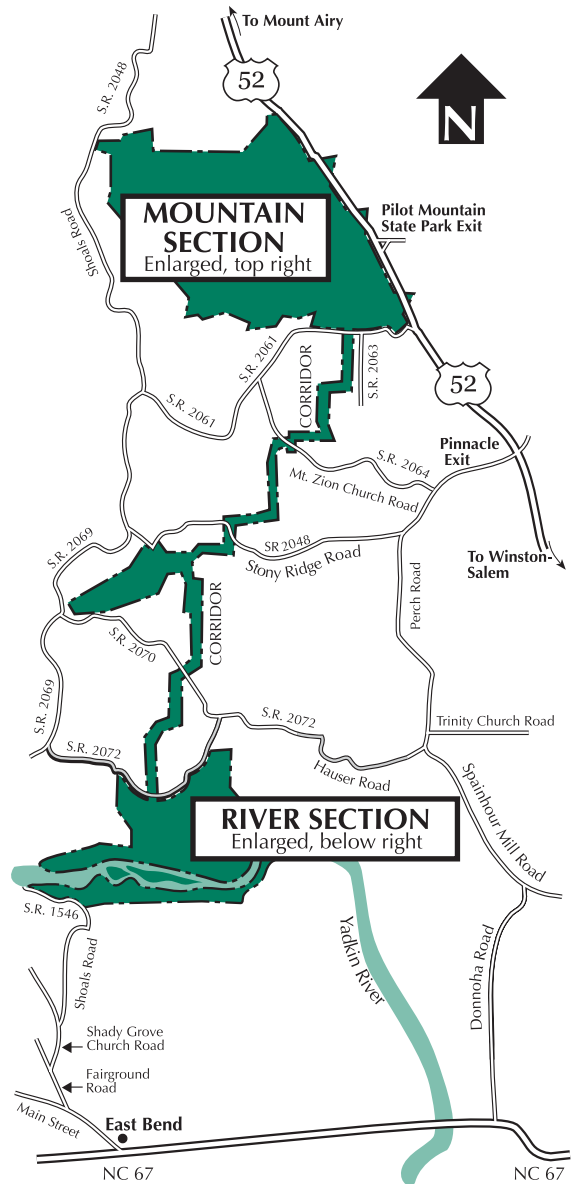 To Mount Airy
S.R. 2048
52
N
Pilot Mountain
State Park Exit
MOUNTAIN
SECTION
Enlarged, top right
Shoals Road
S.R. 2061
CORRIDOR
S.R. 2063
52
S.R. 2061
Pinnacle
Exit
S.R. 2064
Mt. Zion Church Road
S.R. 2069
SR 2048
Stony Ridge Road
To Winston-
Salem
Perch Road
CORRIDOR
S.R. 2070
S.R. 2069
S.R. 2072
Trinity Church Road
S.R. 2072
Hauser Road
Spainhour Mill Road
RIVER SECTION
Enlarged, below right
S.R. 1546
Shoals Road
Yadkin River
Donnoha Road
Shady Grove
Church Road
Fairground
Road
Main Street
East Bend
NC 67
NC 67